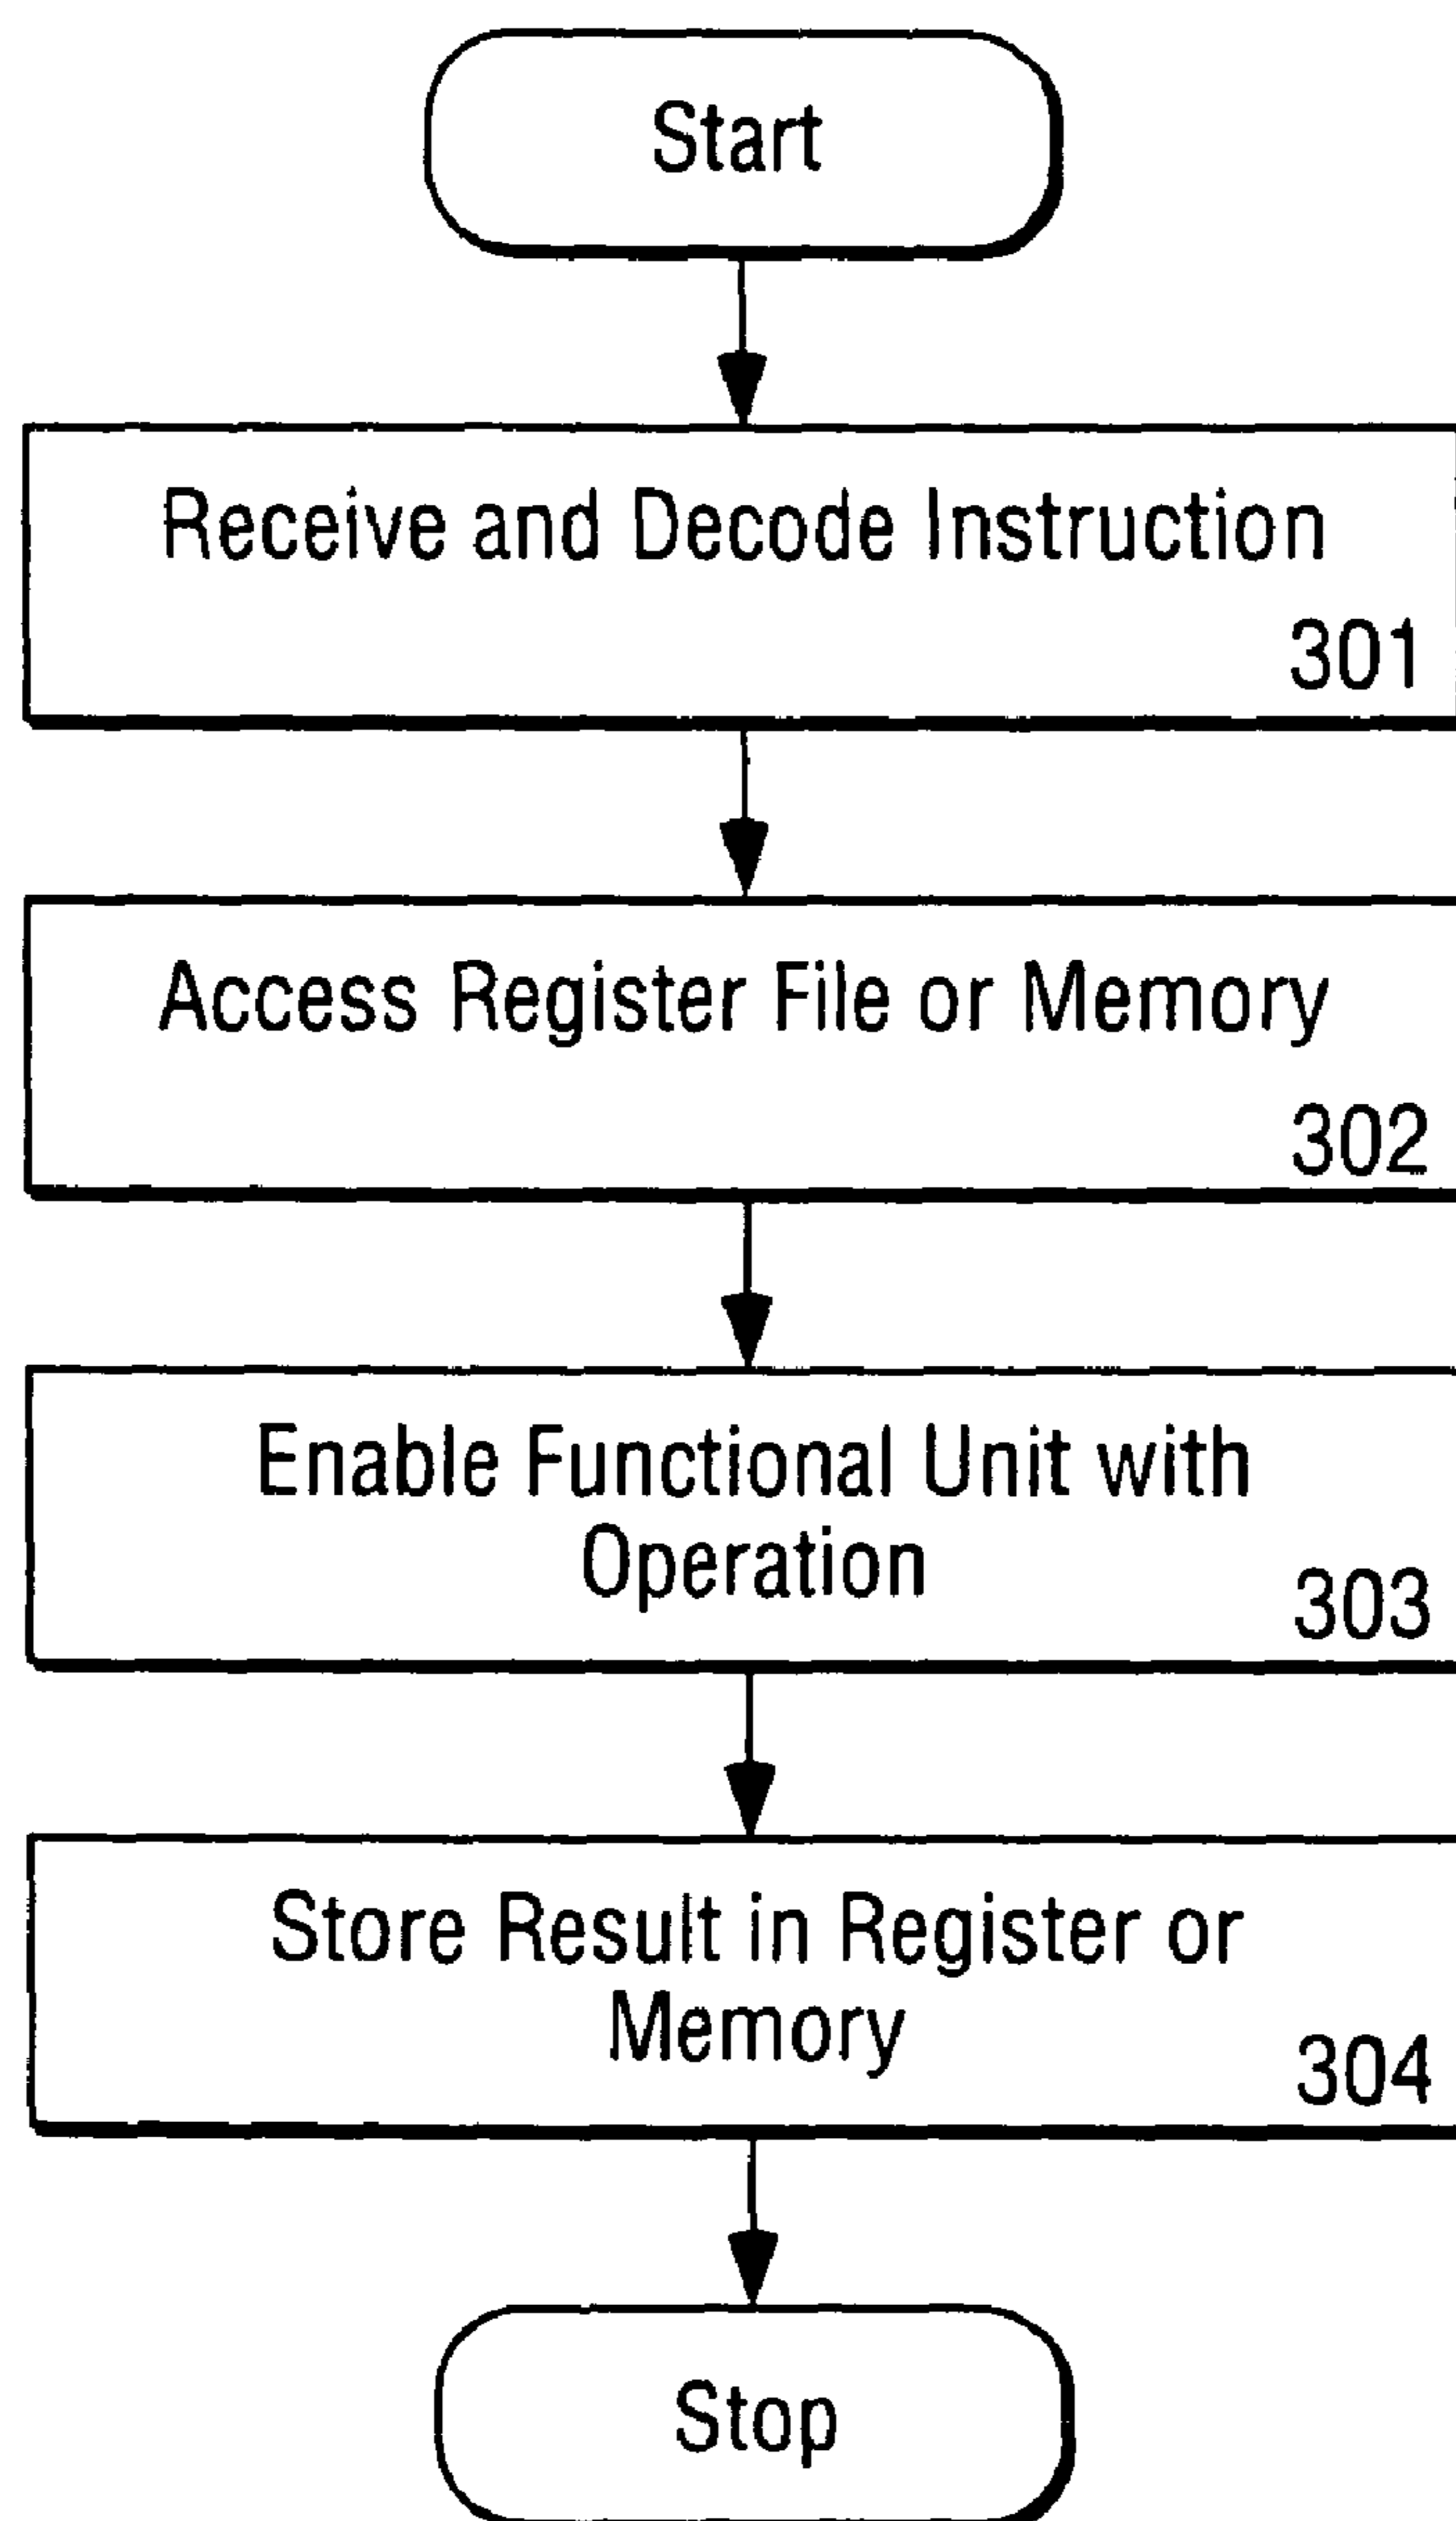 Start
Receive and Decode Instruction
301
Access Register File or Memory
302
Enable Functional Unit with
Operation
303
Store Result in Register or
Memory
304
Stop